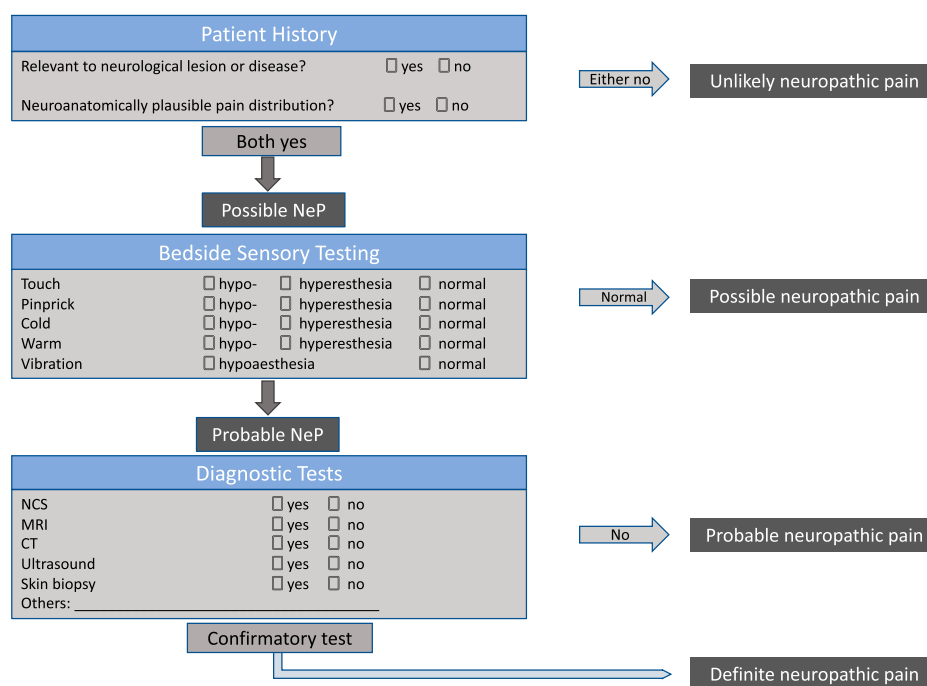 Patient History
Relevant to neurological lesion or disease? yes no
Either no
Unlikely neuropathic pain
Neuroanatomically plausible pain distribution? yes no
Both yes
Possible NeP
Bedside Sensory Testing
Touch hypo- hyperesthesia normal
Pinprick hypo- hyperesthesia normal
Normal
Possible neuropathic pain
Cold hypo- hyperesthesia normal
Warm hypo- hyperesthesia normal
Vibration hypoaesthesia normal
Probable NeP
Diagnostic Tests
NCS yes no
MRI yes no
No
Probable neuropathic pain
CT yes no
Ultrasound yes no
Skin biopsy yes no
Others:
Confirmatory test
Definite neuropathic pain